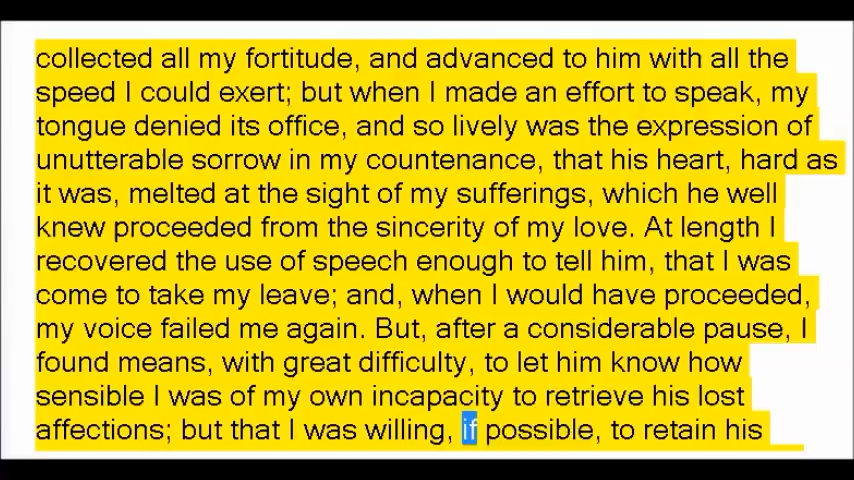 collected all my fortitude, and advanced to him with all the
speed I could exert; but when I made an effort to speak, my
tongue denied its office, and so lively was the expression of
unutterable sorrow in my countenance, that his heart, hard as
it was, melted at the sight of my sufferings, which he well
knew proceeded from the sincerity of my love. At length I
recovered the use of speech enough to tell him, that I was
come to take my leave; and, when I would have proceeded,
my voice failed me again. But, after a considerable pause, I
found means, with great difficulty, to let him know how
sensible I was of my own incapacity to retrieve his lost
affections; but that I was willing, if possible, to retain his